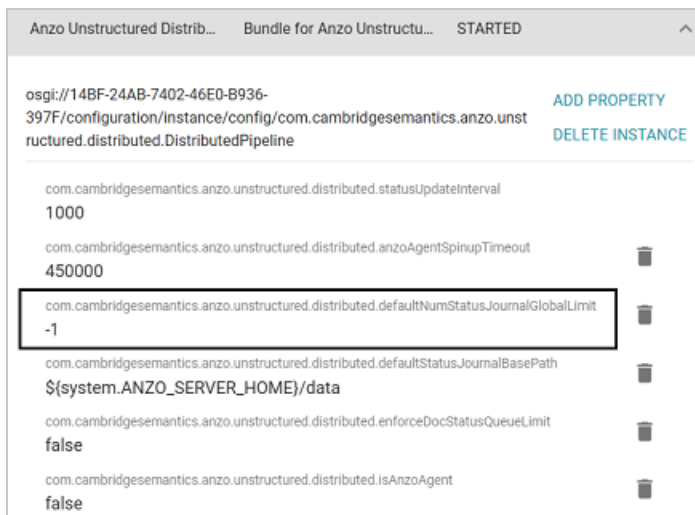 Anzo Unstructured Distrib... Bundle for Anzo Unstructu... STARTED
osgi://14BF-24AB-7402-46E0-B936-
397F/configuration/instance/config/com.cambridgesemantics.anzo.unst
ructured.distributed.DistributedPipeline
ADD PROPERTY
DELETE INSTANCE
com.cambridgesemantics.anzo.unstructured.distributed.statusUpdateInterval
1000
com.cambridgesemantics.anzo.unstructured.distributed.anzoAgentSpinupTimeout
450000
com.cambridgesemantics.anzo.unstructured.distributed.defaultNumStatusJournalGlobalLimit
-1
com.cambridgesemantics.anzo.unstructured.distributed.defaultStatusJournalBasePath
${system.ANZO_SERVER_HOME}/data
com.cambridgesemantics.anzo.unstructured.distributed.enforceDocStatusQueueLimit
false
com.cambridgesemantics.anzo.unstructured.distributed.isAnzoAgent
false